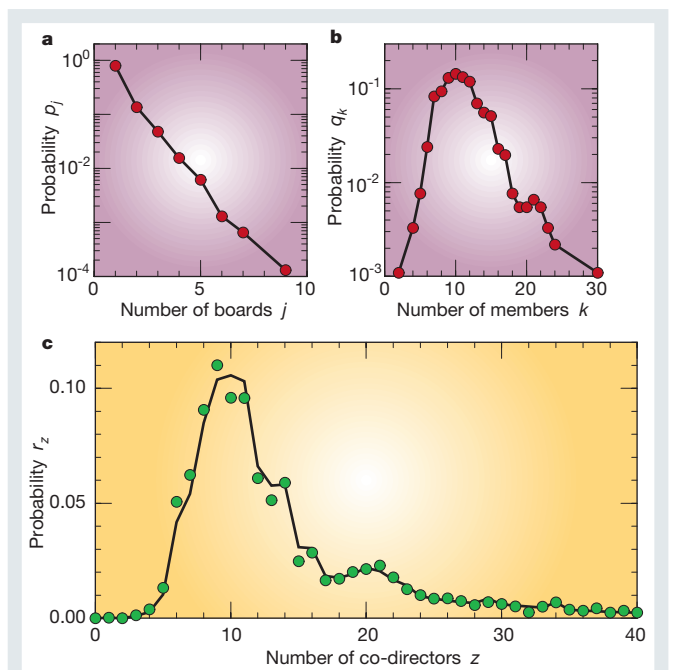 a
10^0
10^-2
10^-4
Probability p_j
0 5 10
Number of boards j
b
10^-1
10^-2
10^-3
Probability q_k
0 10 20 30
Number of members k
c
0.10
0.05
0.00
Probability r_z
0 10 20 30 40
Number of co-directors z